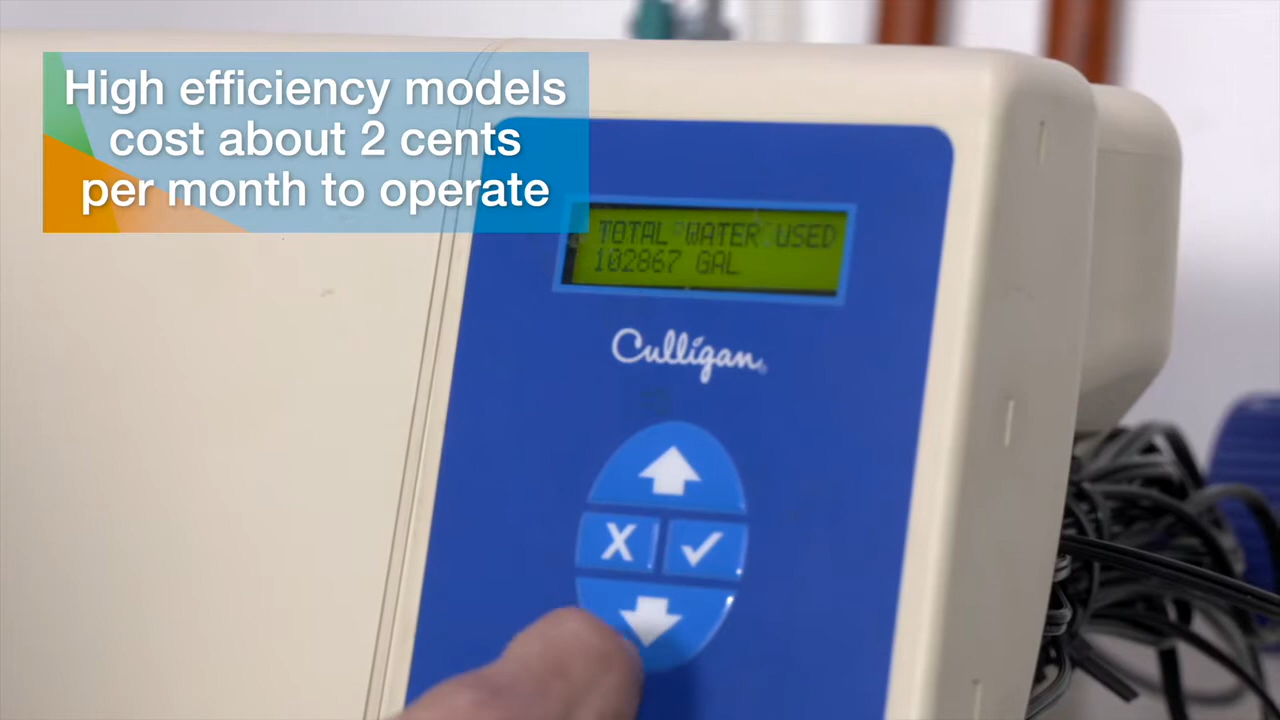 High efficiency models
cost about 2 cents
per month to operate
TOTAL WATER USED
102867 GAL
Culligan
X